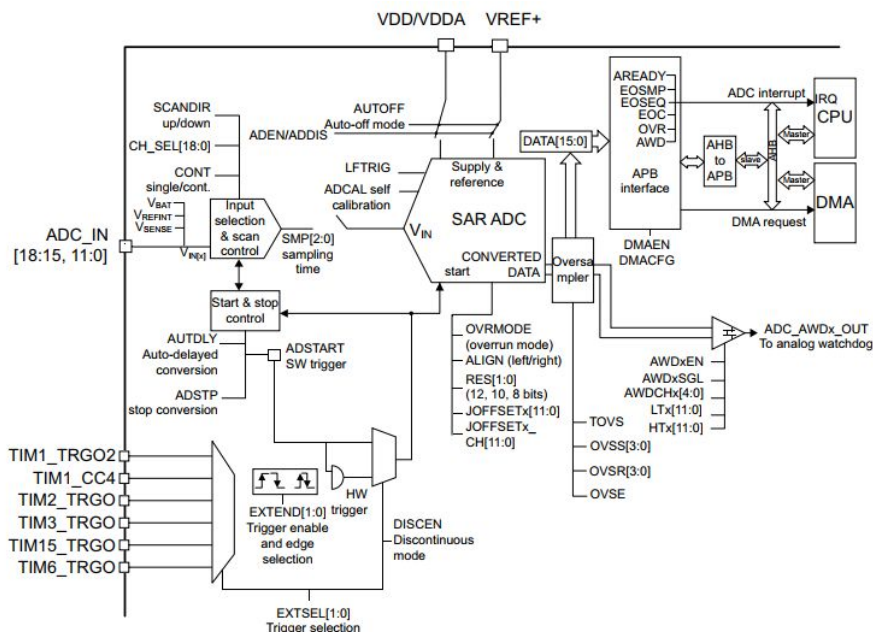 VDD/VDDA
VREF+
SCANDIR
up/down
CH_SEL[18:0]
CONT
single/cont.
VBAT
VREFINT
VSENSE
ADC_IN
[18:15, 11:0]
VIN[x]
Input
selection
& scan
control
SMP[2:0]
sampling
time
AUTOFF
Auto-off mode
ADEN/ADDIS
LFTRIG
ADCAL self
calibration
Supply &
reference
SAR ADC
VIN
CONVERTED
DATA
start
DATA[15:0]
Oversa
mpler
AREADY
EOSMP
EOSEQ
EOC
OVR
AWD
APB
interface
DMAEN
DMACFG
ADC interrupt
IRQ
CPU
AHB
to
APB
slave
AHB
Master
Master
DMA
DMA request
Start & stop
control
AUTDLY
Auto-delayed
conversion
ADSTP
stop conversion
ADSTART
SW trigger
OVRMODE
(overrun mode)
ALIGN (left/right)
RES[1:0]
(12, 10, 8 bits)
JOFFSETx[11:0]
JOFFSETx_
CH[11:0]
TOVS
OVSS[3:0]
OVSR[3:0]
OVSE
ADC_AWDx_OUT
To analog watchdog
AWDxEN
AWDxSGL
AWDCHx[4:0]
LTx[11:0]
HTx[11:0]
TIM1_TRGO2
TIM1_CC4
TIM2_TRGO
TIM3_TRGO
TIM15_TRGO
TIM6_TRGO
HW
trigger
EXTEND[1:0]
Trigger enable
and edge
selection
DISCEN
Discontinuous
mode
EXTSEL[1:0]
Trigger selection